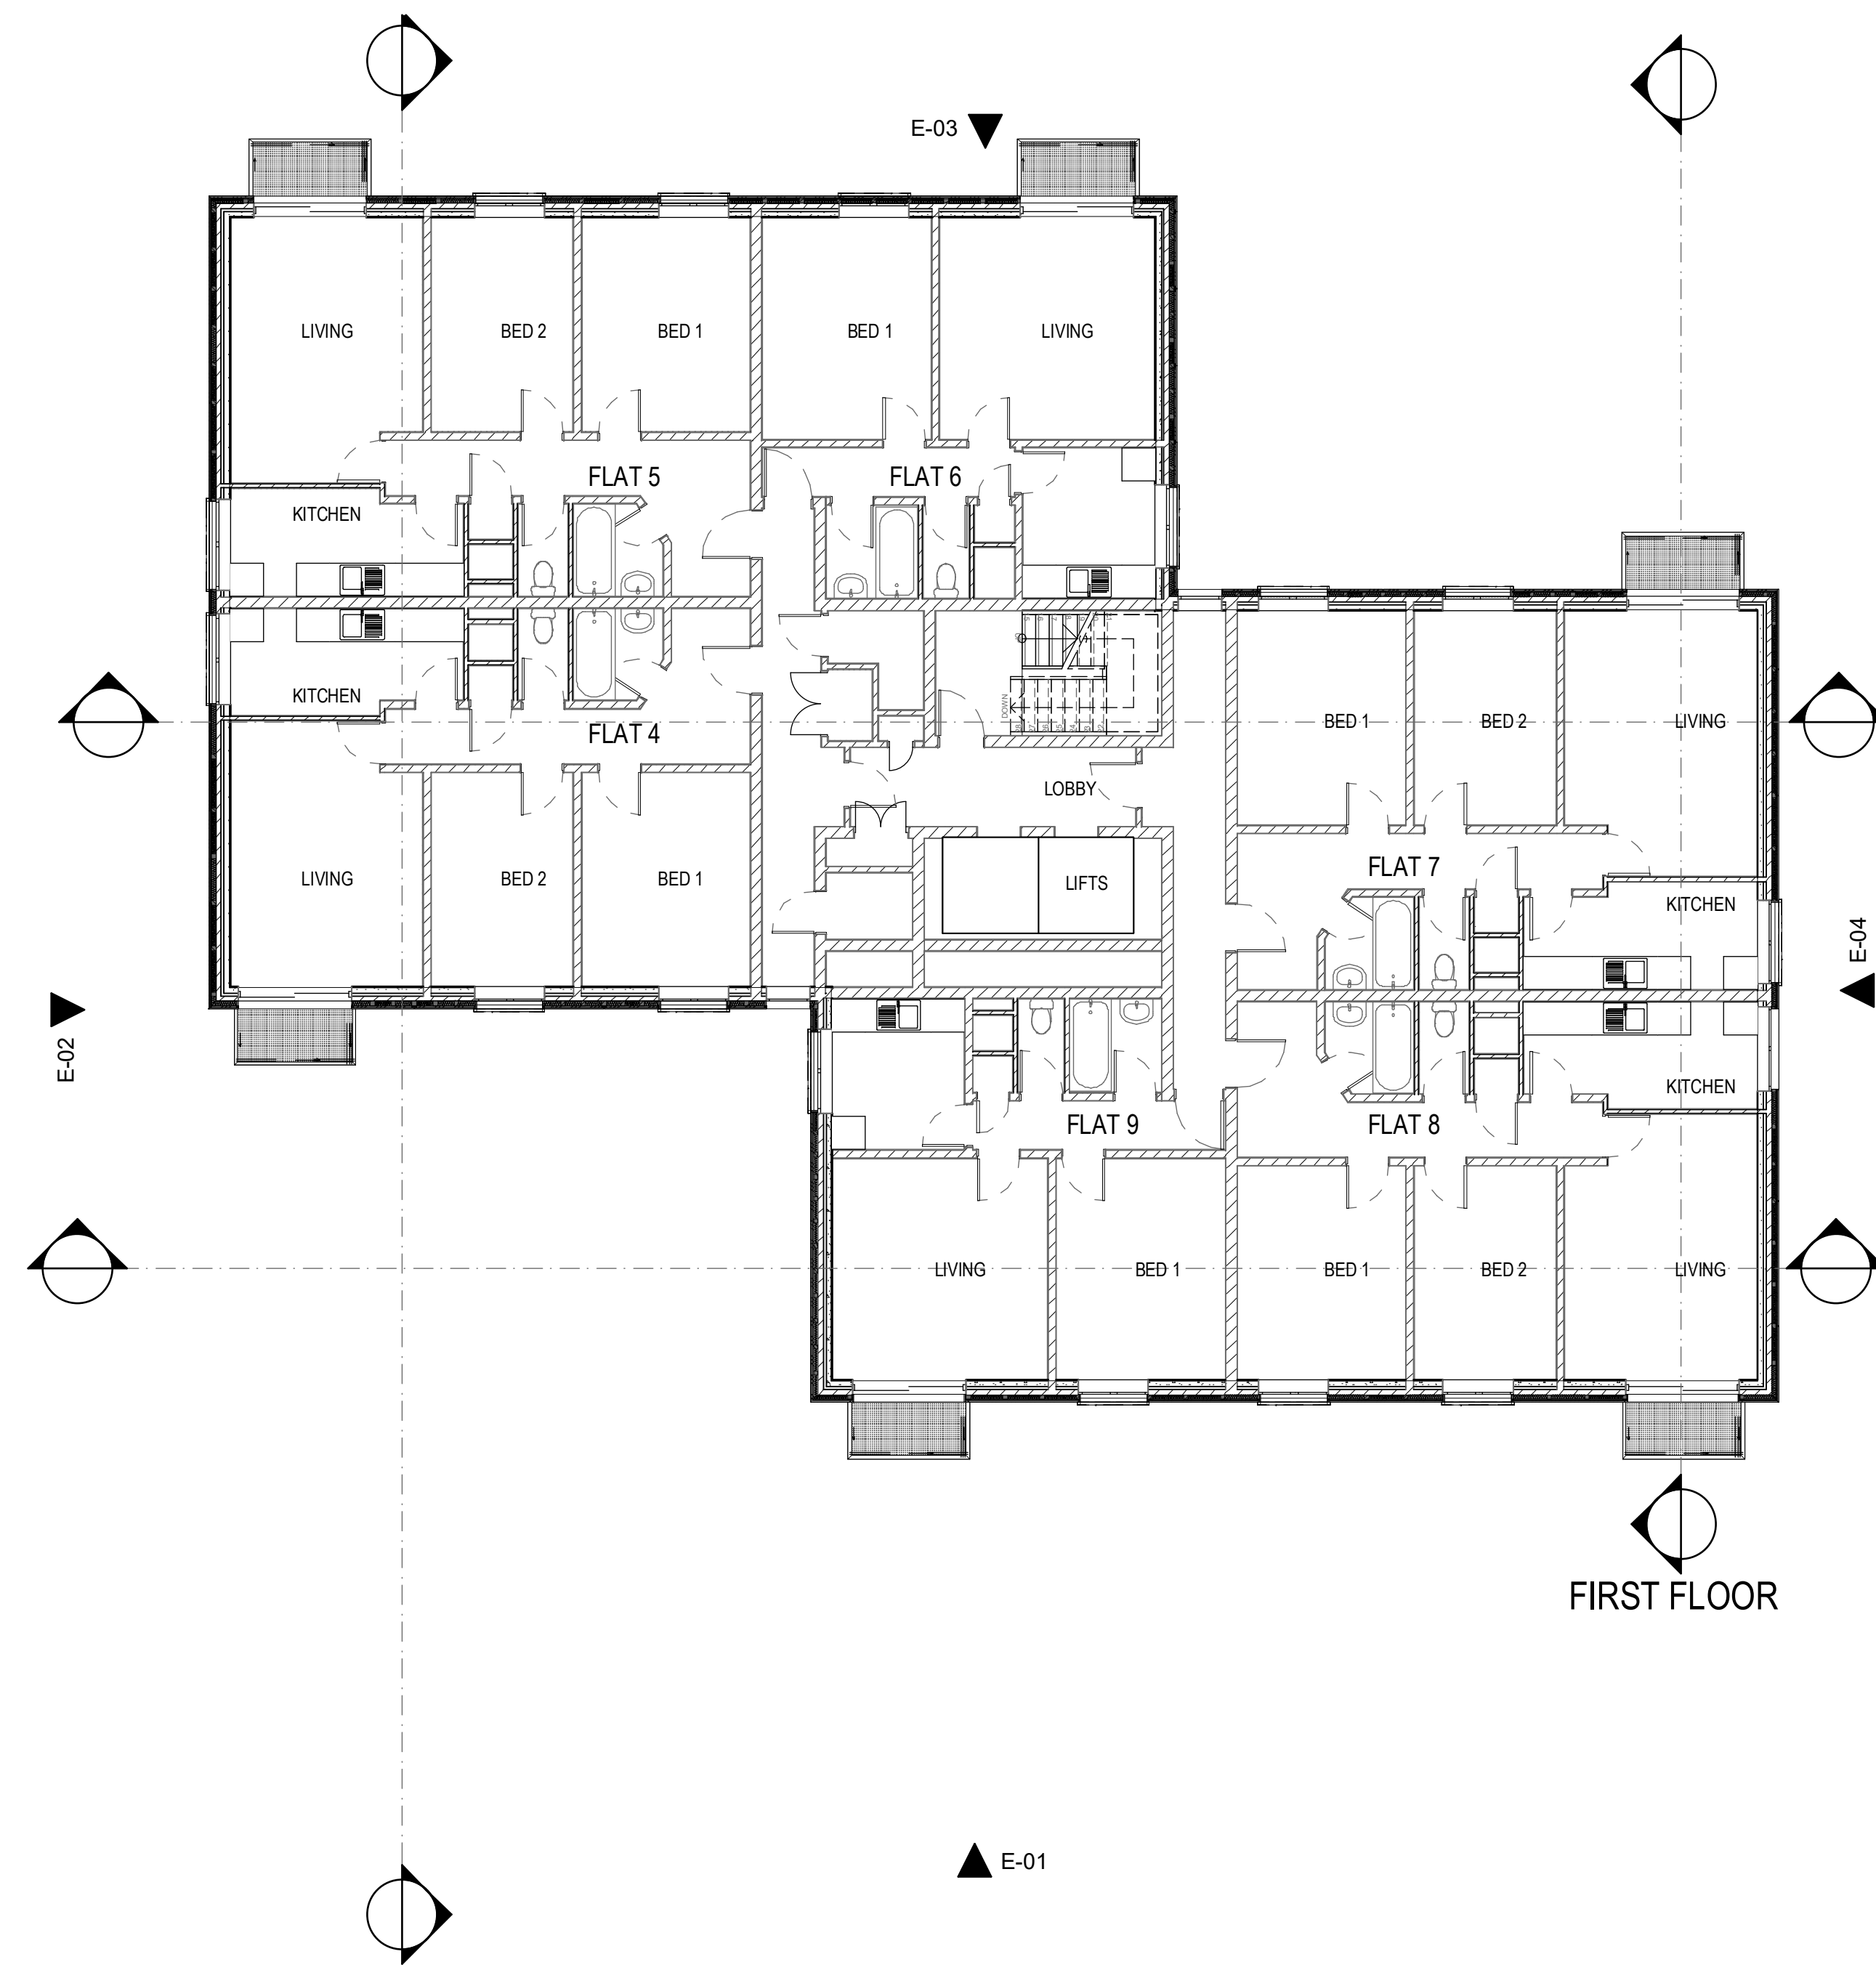 E-03
LIVING
BED 2
BED 1
BED 1
LIVING
FLAT 5
FLAT 6
KITCHEN
KITCHEN
FLAT 4
DOWN
BED 1
BED 2
LIVING
LOBBY
LIVING
BED 2
BED 1
LIFTS
FLAT 7
KITCHEN
E-04
E-02
KITCHEN
FLAT 9
FLAT 8
LIVING
BED 1
BED 1
BED 2
LIVING
FIRST FLOOR
E-01